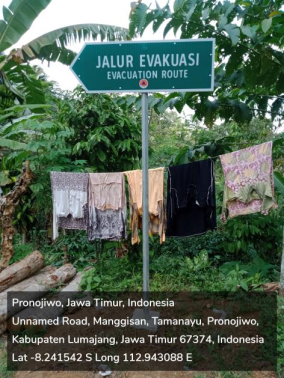 JALUR EVAKUASI
EVACUATION ROUTE
Pronojiwo, Jawa Timur, Indonesia
Unnamed Road, Manggisan, Tamanayu, Pronojiwo,
Kabupaten Lumajang, Jawa Timur 67374, Indonesia
Lat -8.241542 S Long 112.943088 E